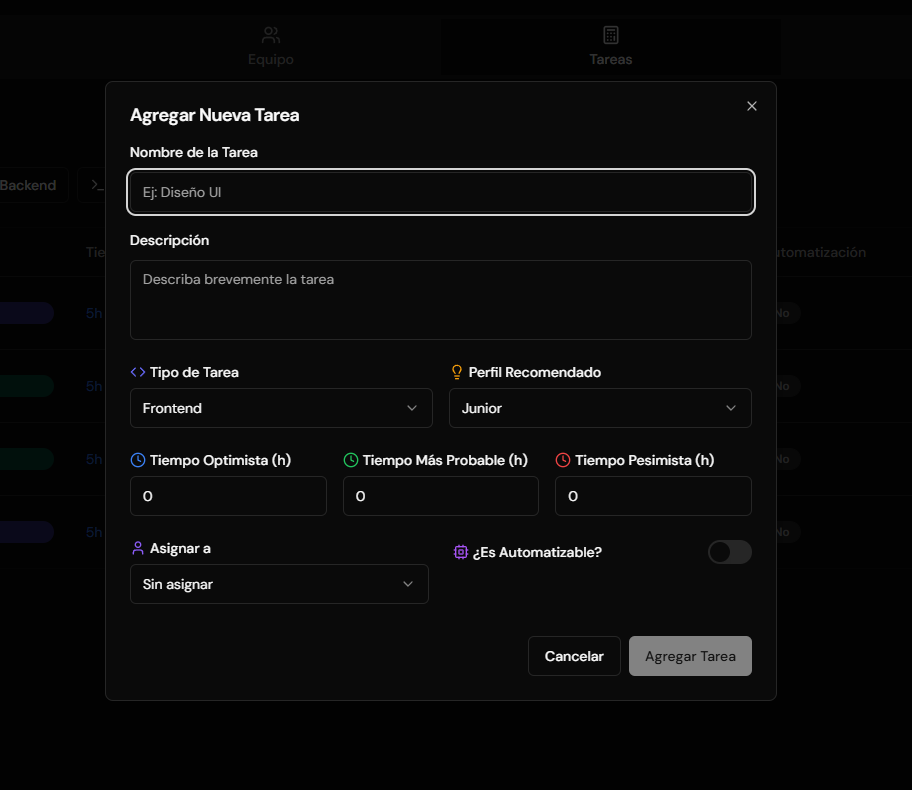 Equipo
Tareas
Agregar Nueva Tarea
Nombre de la Tarea
Backend
>_
Ej: Diseño UI
Descripción
Tie
utomatización
Describa brevemente la tarea
5h
No
Tipo de Tarea
Perfil Recomendado
5h
No
Frontend
Junior
Tiempo Optimista (h)
Tiempo Más Probable (h)
Tiempo Pesimista (h)
5h
No
0
0
0
5h
No
Asignar a
¿Es Automatizable?
Sin asignar
Cancelar
Agregar Tarea